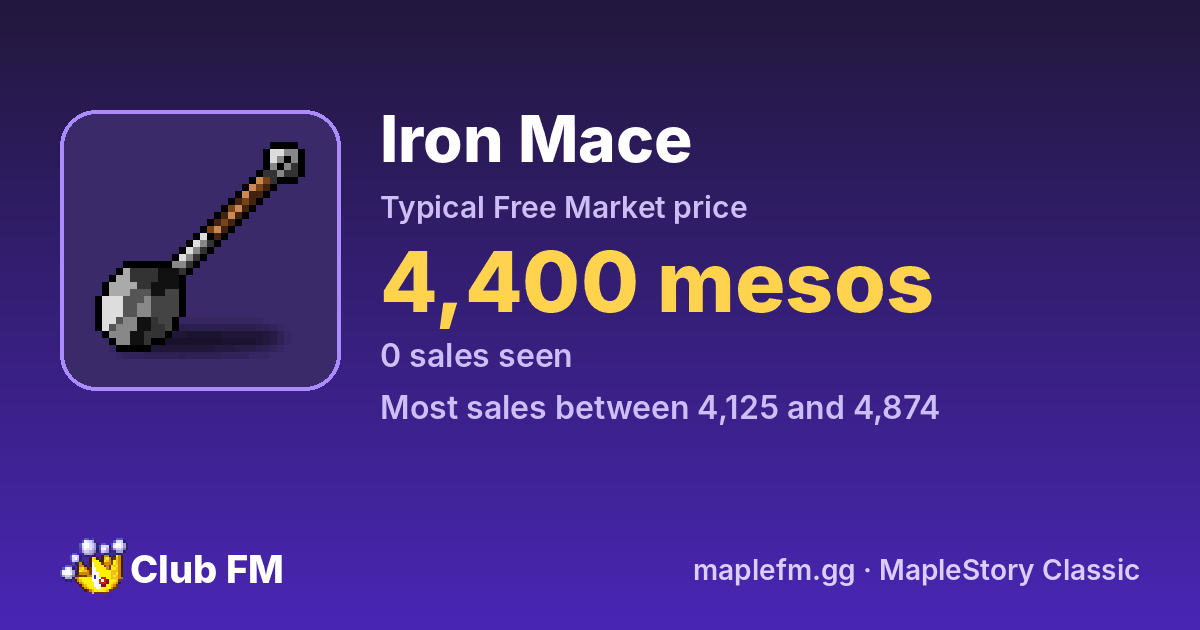 Iron Mace
Typical Free Market price
4,400 mesos
0 sales seen
Most sales between 4,125 and 4,874
Club FM
maplefm.gg · MapleStory Classic